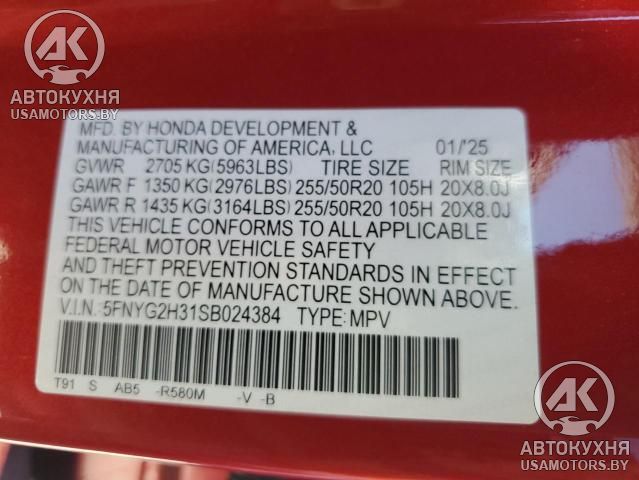 AK
АВТОКУХНЯ
USAMOTORS.BY
MFD. BY HONDA DEVELOPMENT &
MANUFACTURING OF AMERICA, LLC 01/'25
GVWR 2705 KG(5963LBS) TIRE SIZE RIM SIZE
GAWR F 1350 KG(2976LBS) 255/50R20 105H 20X8.0J
GAWR R 1435 KG(3164LBS) 255/50R20 105H 20X8.0J
THIS VEHICLE CONFORMS TO ALL APPLICABLE
FEDERAL MOTOR VEHICLE SAFETY
AND THEFT PREVENTION STANDARDS IN EFFECT
ON THE DATE OF MANUFACTURE SHOWN ABOVE.
V.I.N.:5FNYG2H31SB024384 TYPE:MPV
T91 S AB5 -R580M -V -B
AK
АВТОКУХНЯ
USAMOTORS.BY